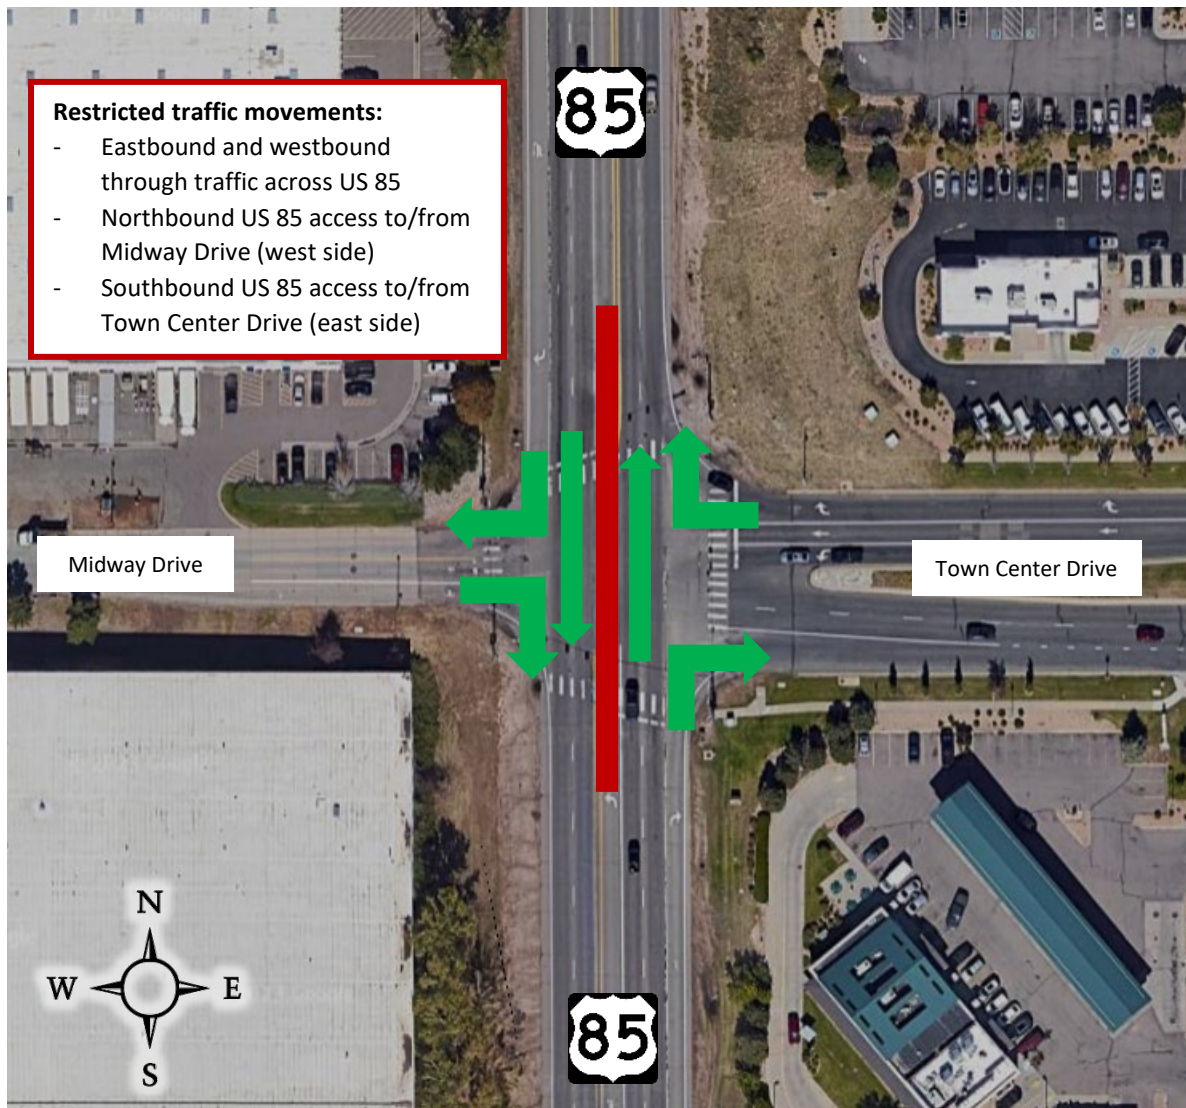 85
Restricted traffic movements:
- Eastbound and westbound
through traffic across US 85
- Northbound US 85 access to/from
Midway Drive (west side)
- Southbound US 85 access to/from
Town Center Drive (east side)
Midway Drive
Town Center Drive
N
W E
S
85